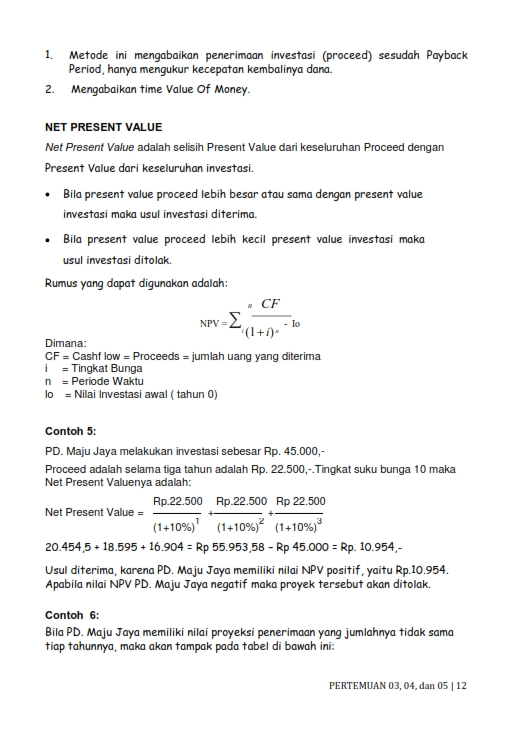 1. Metode ini mengabaikan penerimaan investasi (proceed) sesudah Payback
Period, hanya mengukur kecepatan kembalinya dana.
2. Mengabaikan time Value Of Money.
NET PRESENT VALUE
Net Present Value adalah selisih Present Value dari keseluruhan Proceed dengan
Present Value dari keseluruhan investasi.
• Bila present value proceed lebih besar atau sama dengan present value
investasi maka usul investasi diterima.
• Bila present value proceed lebih kecil present value investasi maka
usul investasi ditolak.
Rumus yang dapat digunakan adalah:
n CF
NPV = ∑ - Io
i (1 + i) n
Dimana:
CF = Cashf low = Proceeds = jumlah uang yang diterima
i = Tingkat Bunga
n = Periode Waktu
Io = Nilai Investasi awal ( tahun 0)
Contoh 5:
PD. Maju Jaya melakukan investasi sebesar Rp. 45.000,-
Proceed adalah selama tiga tahun adalah Rp. 22.500,-.Tingkat suku bunga 10 maka
Net Present Valuenya adalah:
Rp.22.500 Rp.22.500 Rp 22.500
Net Present Value = + +
(1+10%)1 (1+10%)2 (1+10%)3
20.454,5 + 18.595 + 16.904 = Rp 55.953,58 – Rp 45.000 = Rp. 10.954,-
Usul diterima, karena PD. Maju Jaya memiliki nilai NPV positif, yaitu Rp.10.954.
Apabila nilai NPV PD. Maju Jaya negatif maka proyek tersebut akan ditolak.
Contoh 6:
Bila PD. Maju Jaya memiliki nilai proyeksi penerimaan yang jumlahnya tidak sama
tiap tahunnya, maka akan tampak pada tabel di bawah ini:
PERTEMUAN 03, 04, dan 05 | 12